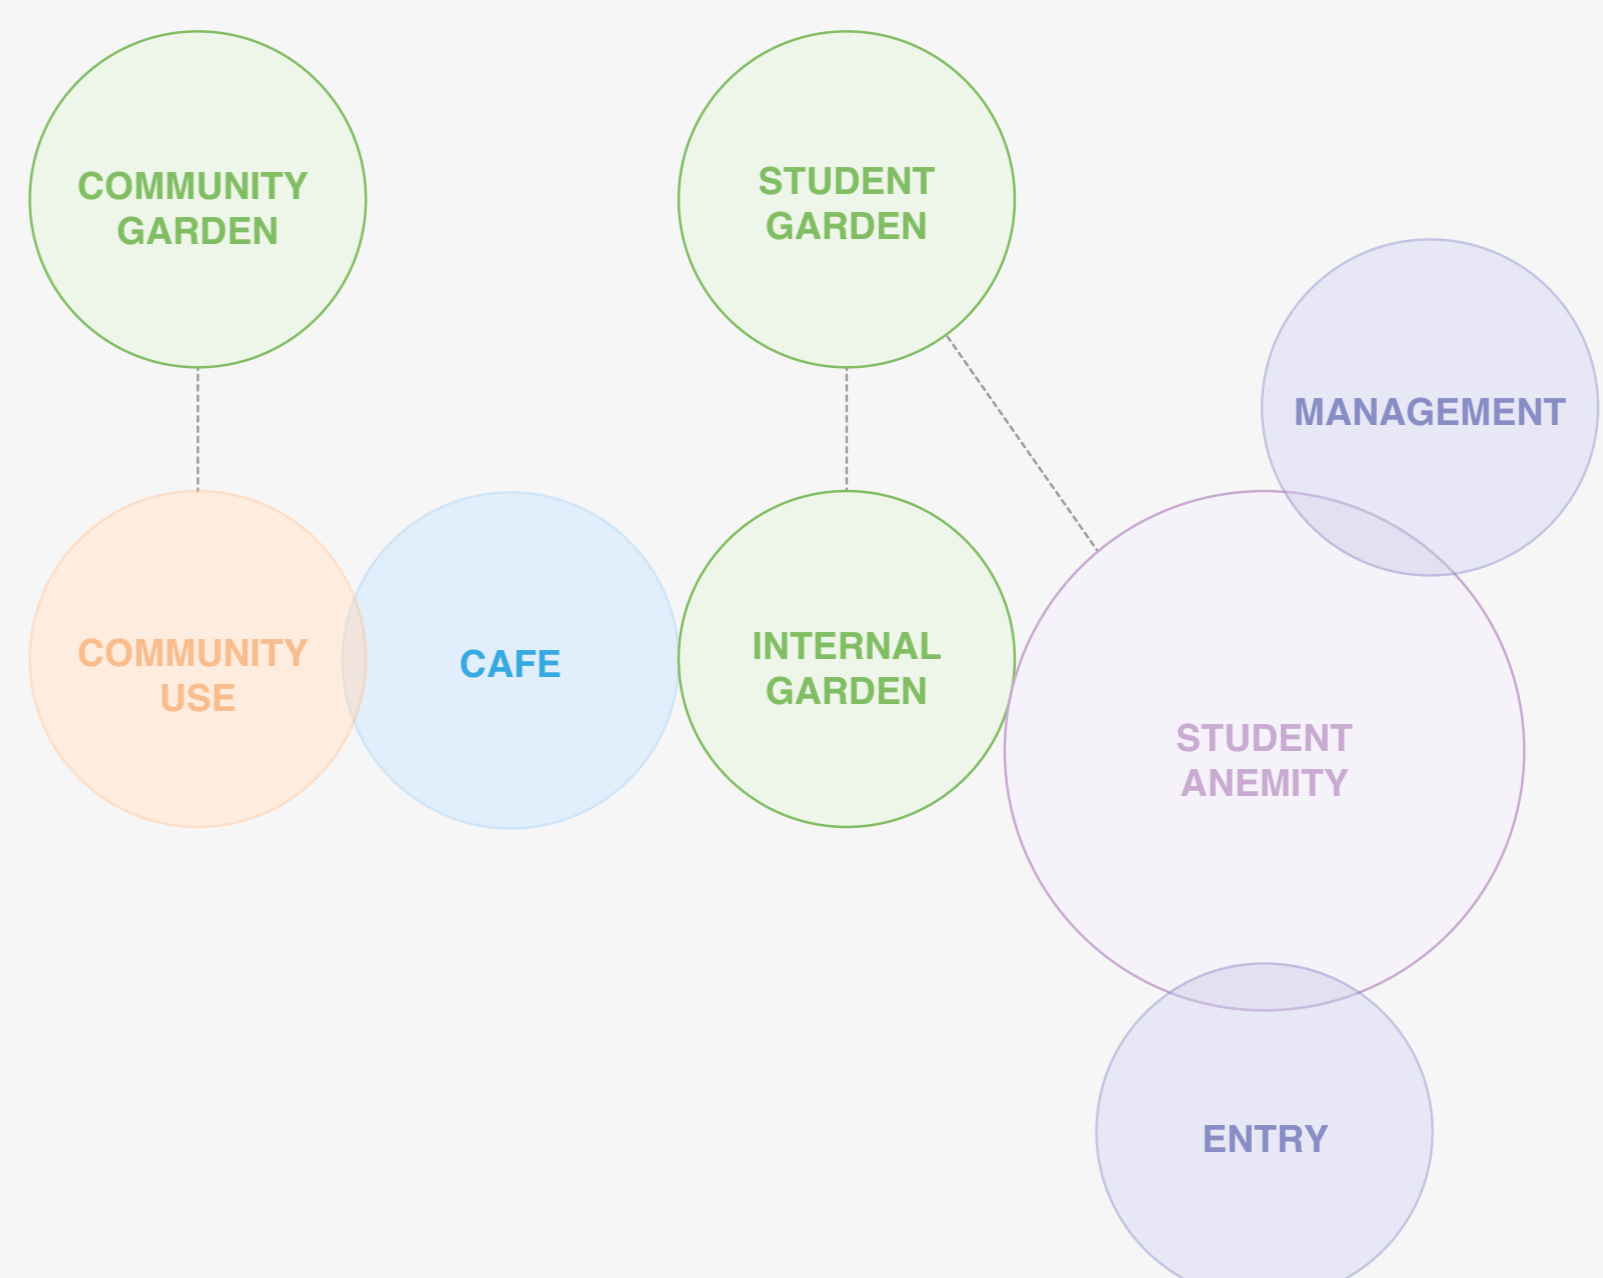 COMMUNITY
GARDEN
STUDENT
GARDEN
MANAGEMENT
COMMUNITY
USE
CAFE
INTERNAL
GARDEN
STUDENT
ANEMITY
ENTRY